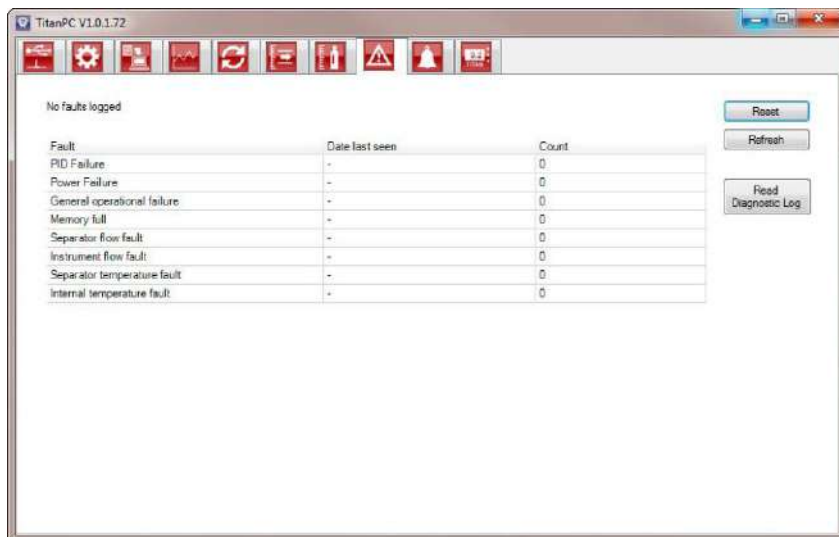 TitanPC V1.0.1.72
No faults logged
Reset
Refresh
Read
Diagnostic Log
Fault Date last seen Count
PID Failure - 0
Power Failure - 0
General operational failure - 0
Memory full - 0
Separator flow fault - 0
Instrument flow fault - 0
Separator temperature fault - 0
Internal temperature fault - 0